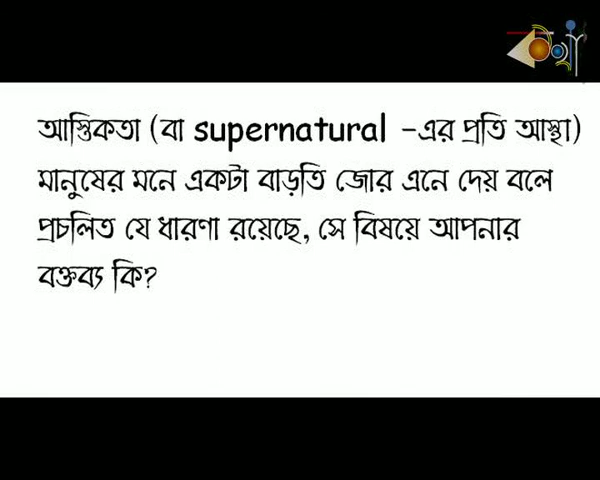 আস্তিকতা (বা supernatural -এর প্রতি আস্থা)
মানুষের মনে একটা বাড়তি জোর এনে দেয় বলে
প্রচলিত যে ধারণা রয়েছে, সে বিষয়ে আপনার
বক্তব্য কি?